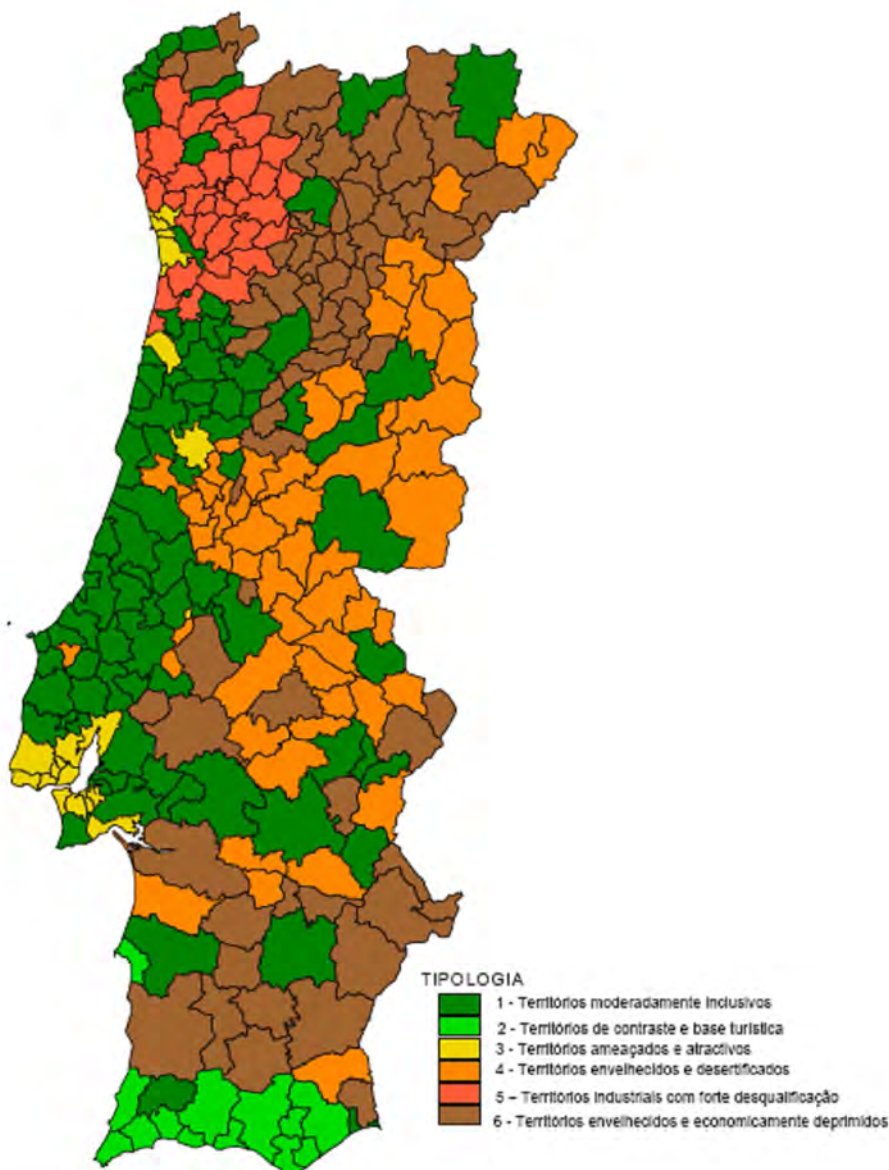 TIPOLOGIA
1 - Territórios moderadamente inclusivos
2 - Territórios de contraste e base turística
3 - Territórios ameaçados e atractivos
4 - Territórios envelhecidos e desertificados
5 – Territórios industriais com forte desqualificação
6 - Territórios envelhecidos e economicamente deprimidos